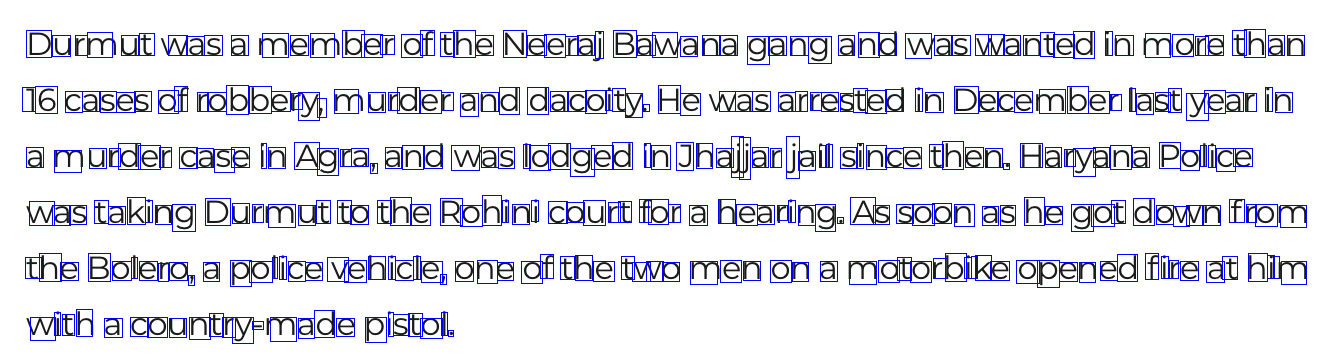 Durmut was a member of the Neeraj Bawana gang and was wanted in more than
16 cases of robbery, murder and dacoity. He was arrested in December last year in
a murder case in Agra, and was lodged in Jhajjar jail since then. Haryana Police
was taking Durmut to the Rohini court for a hearing. As soon as he got down from
the Bolero, a police vehicle, one of the two men on a motorbike opened fire at him
with a country-made pistol.